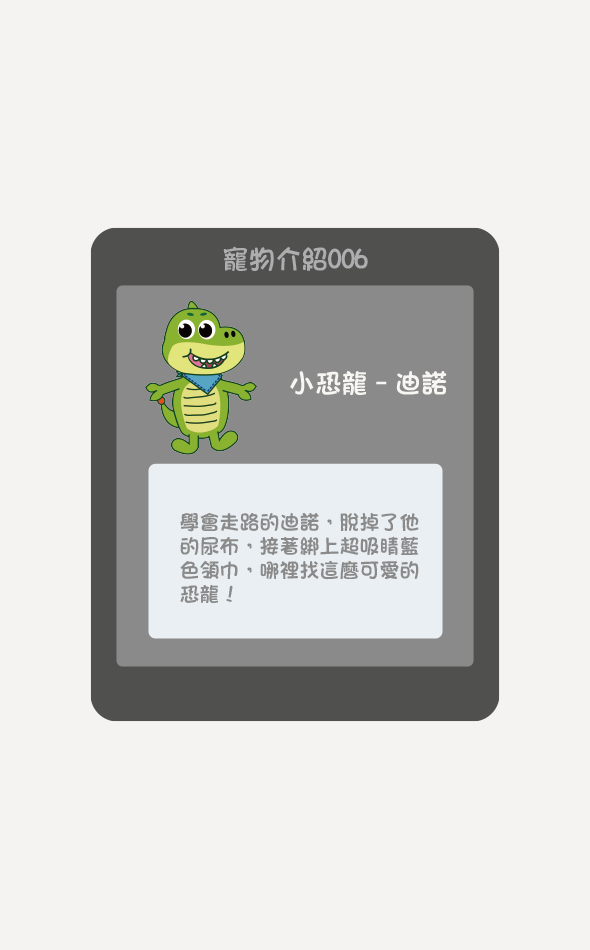 寵物介紹006
小恐龍 - 迪諾
學會走路的迪諾，脫掉了他
的尿布，接著綁上超吸睛藍
色領巾，哪裡找這麼可愛的
恐龍！